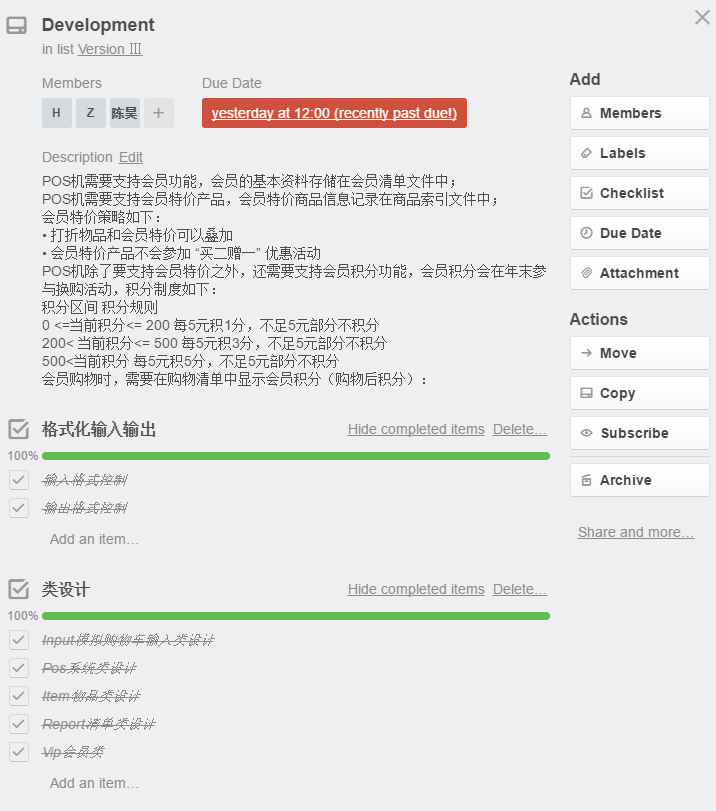 Development
in list Version Ⅲ
Members
Due Date
H Z 陈昊 +
yesterday at 12:00 (recently past due!)
Description Edit
POS机需要支持会员功能，会员的基本资料存储在会员清单文件中；
POS机需要支持会员特价产品，会员特价商品信息记录在商品索引文件中；
会员特价策略如下：
• 打折物品和会员特价可以叠加
• 会员特价产品不会参加 “买二赠一” 优惠活动
POS机除了要支持会员特价之外，还需要支持会员积分功能，会员积分会在年末参
与换购活动，积分制度如下：
积分区间 积分规则
0 <=当前积分<= 200 每5元积1分，不足5元部分不积分
200< 当前积分<= 500 每5元积3分，不足5元部分不积分
500<当前积分 每5元积5分，不足5元部分不积分
会员购物时，需要在购物清单中显示会员积分（购物后积分）：
格式化输入输出
Hide completed items Delete…
100%
输入格式控制
输出格式控制
Add an item…
类设计
Hide completed items Delete…
100%
Input模拟购物车输入类设计
Pos系统类设计
Item物品类设计
Report清单类设计
Vip会员类
Add an item…
Add
Members
Labels
Checklist
Due Date
Attachment
Actions
Move
Copy
Subscribe
Archive
Share and more…